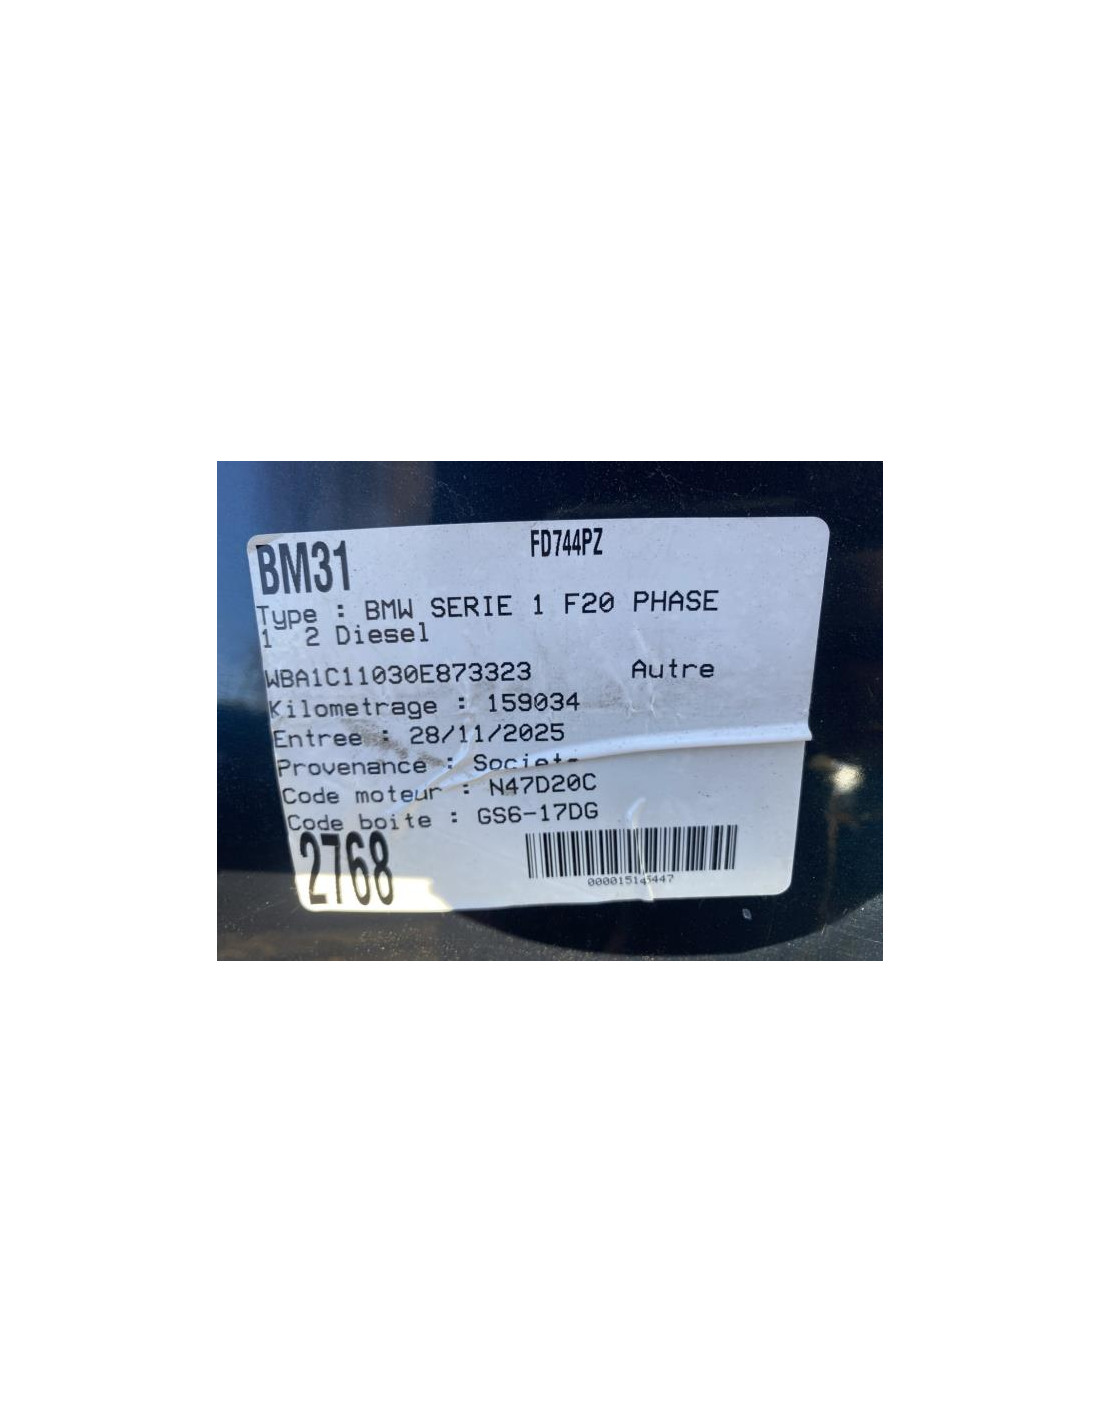 FD744PZ
BM31
Type : BMW SERIE 1 F20 PHASE
1 2 Diesel
WBA1C11030E873323 Autre
Kilometrage : 159034
Entree : 28/11/2025
Provenance :
Code moteur : N47D20C
Code boite : GS6-17DG
2768